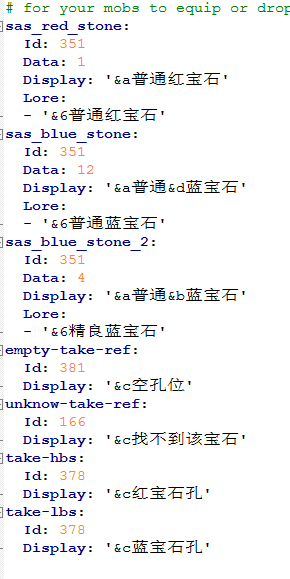 # for your mobs to equip or drop
sas_red_stone:
Id: 351
Data: 1
Display: '&a普通红宝石'
Lore:
- '&6普通红宝石'
sas_blue_stone:
Id: 351
Data: 12
Display: '&a普通&d蓝宝石'
Lore:
- '&6普通蓝宝石'
sas_blue_stone_2:
Id: 351
Data: 4
Display: '&a普通&b蓝宝石'
Lore:
- '&6精良蓝宝石'
empty-take-ref:
Id: 381
Display: '&c空孔位'
unknow-take-ref:
Id: 166
Display: '&c找不到该宝石'
take-hbs:
Id: 378
Display: '&c红宝石孔'
take-lbs:
Id: 378
Display: '&c蓝宝石孔'